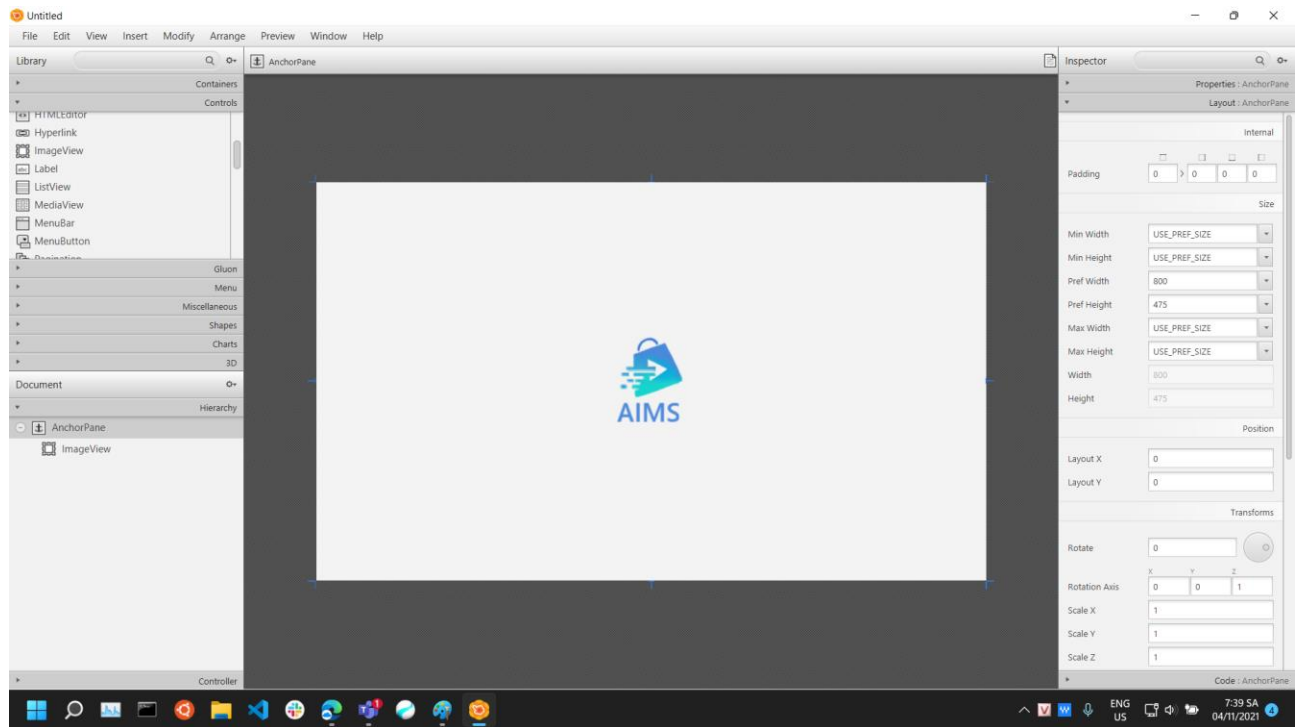 Untitled
File Edit View Insert Modify Arrange Preview Window Help
Library
Containers
Controls
HTMLEditor
Hyperlink
ImageView
Label
ListView
MediaView
MenuBar
MenuButton
Pagination
Gluon
Menu
Miscellaneous
Shapes
Charts
3D
Document
Hierarchy
AnchorPane
ImageView
Controller
AnchorPane
AIMS
Inspector
Properties : AnchorPane
Layout : AnchorPane
Internal
Padding 0 0 0 0
Size
Min Width USE_PREF_SIZE
Min Height USE_PREF_SIZE
Pref Width 800
Pref Height 475
Max Width USE_PREF_SIZE
Max Height USE_PREF_SIZE
Width 800
Height 475
Position
Layout X 0
Layout Y 0
Transforms
Rotate 0
X Y Z
Rotation Axis 0 0 1
Scale X 1
Scale Y 1
Scale Z 1
Code : AnchorPane
ENG
US
7:39 SA
04/11/2021
4